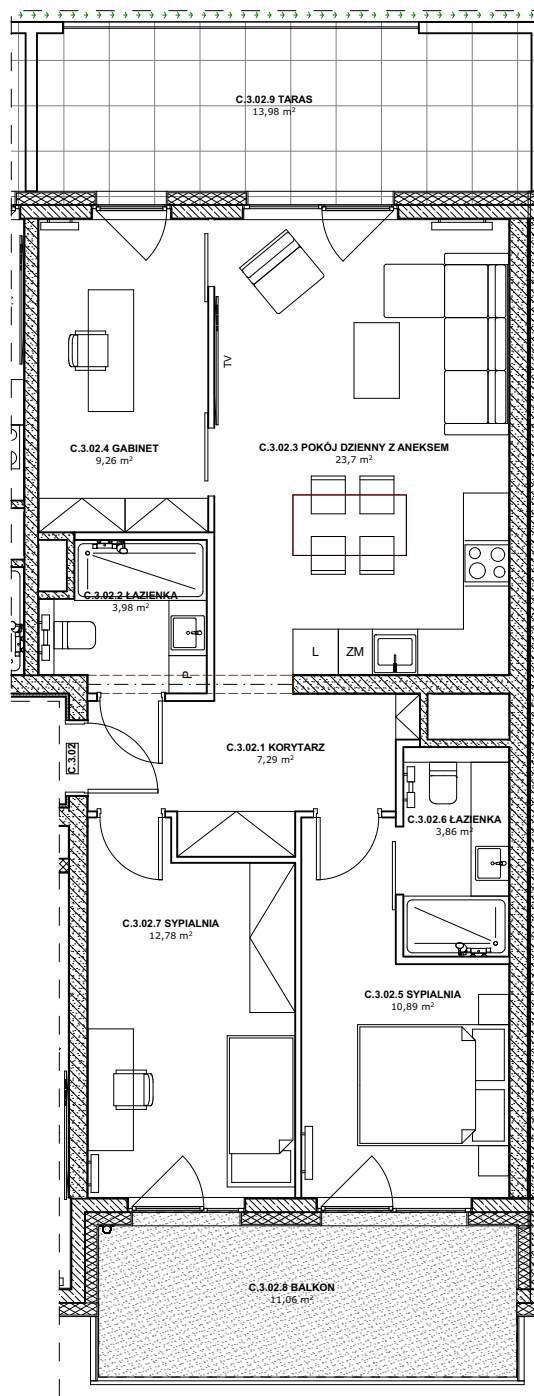 C.3.02.9 TARAS
13,98 m²
TV
C.3.02.4 GABINET
9,26 m²
C.3.02.3 POKÓJ DZIENNY Z ANEKSEM
23,7 m²
C.3.02.2 ŁAZIENKA
3,98 m²
L
ZM
P
C.3.02
C.3.02.1 KORYTARZ
7,29 m²
C.3.02.6 ŁAZIENKA
3,86 m²
C.3.02.7 SYPIALNIA
12,78 m²
C.3.02.5 SYPIALNIA
10,89 m²
C.3.02.8 BALKON
11,06 m²